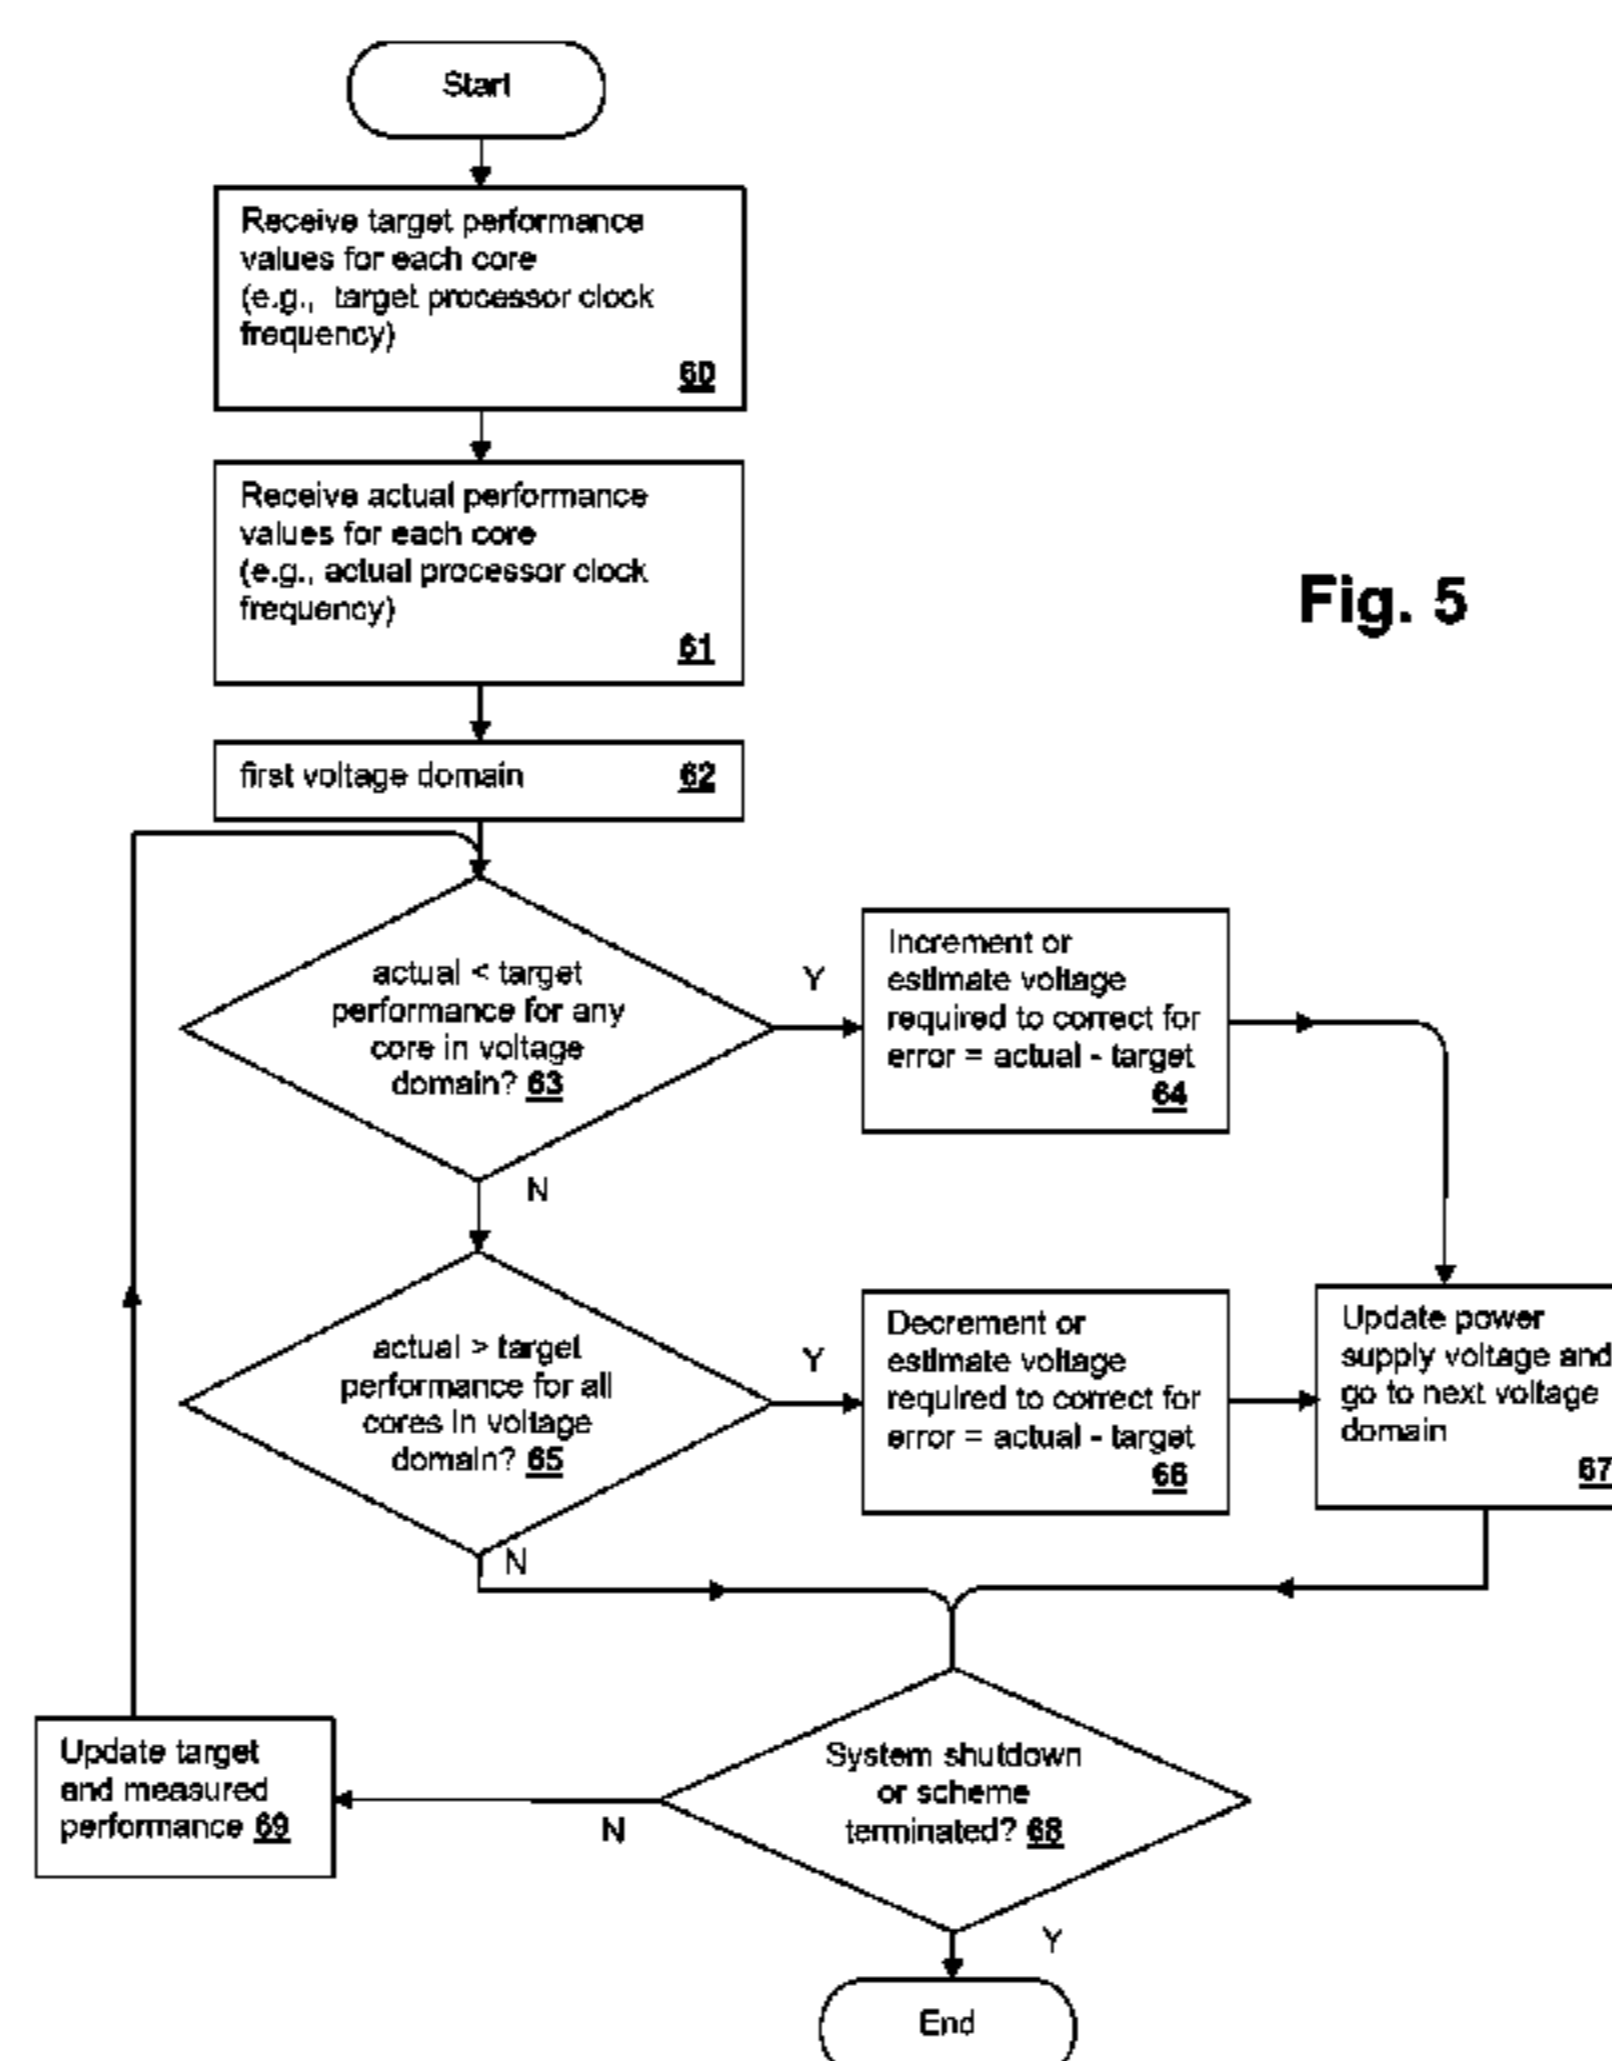 Start
Receive target performance
values for each core
(e.g., target processor clock
frequency)
60
Receive actual performance
values for each core
(e.g., actual processor clock
frequency)
61
Fig. 5
first voltage domain 62
actual < target
performance for any
core in voltage
domain? 63
Y
Increment or
estimate voltage
required to correct for
error = actual - target
64
N
actual > target
performance for all
cores in voltage
domain? 65
Y
Decrement or
estimate voltage
required to correct for
error = actual - target
66
Update power
supply voltage and
go to next voltage
domain
67
N
System shutdown
or scheme
terminated? 68
N
Update target
and measured
performance 69
Y
End